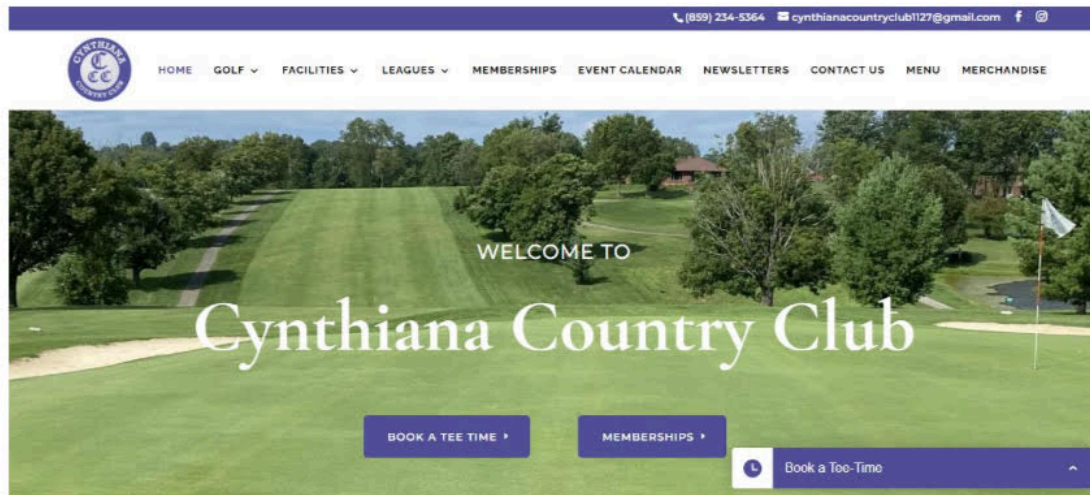 (859) 234-5364 cynthianacountryclub1127@gmail.com
CYNTHIANA
C
CCC
COUNTRY CLUB
HOME GOLF FACILITIES LEAGUES MEMBERSHIPS EVENT CALENDAR NEWSLETTERS CONTACT US MENU MERCHANDISE
WELCOME TO
Cynthiana Country Club
BOOK A TEE TIME MEMBERSHIPS
Book a Tee-Time